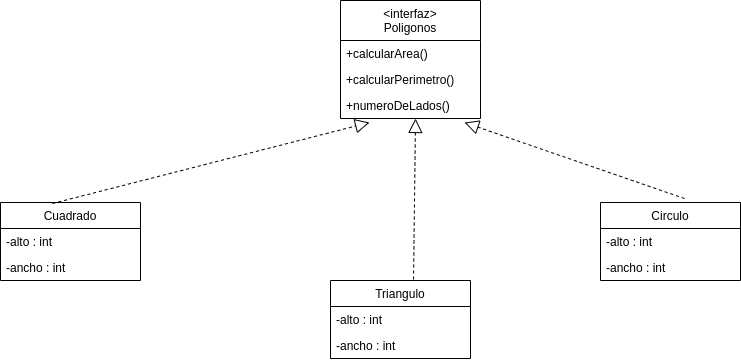 <interfaz>
Poligonos
+calcularArea()
+calcularPerimetro()
+numeroDeLados()
Cuadrado
-alto : int
-ancho : int
Circulo
-alto : int
-ancho : int
Triangulo
-alto : int
-ancho : int